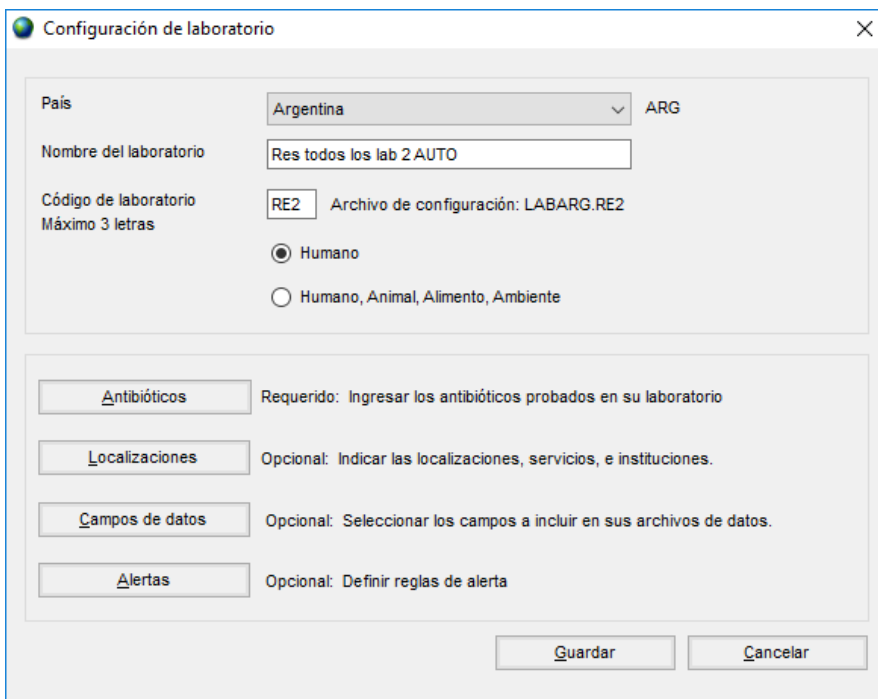 Configuración de laboratorio
País
Argentina
ARG
Nombre del laboratorio
Res todos los lab 2 AUTO
Código de laboratorio
Máximo 3 letras
RE2
Archivo de configuración: LABARG.RE2
Humano
Humano, Animal, Alimento, Ambiente
Antibióticos
Requerido: Ingresar los antibióticos probados en su laboratorio
Localizaciones
Opcional: Indicar las localizaciones, servicios, e instituciones.
Campos de datos
Opcional: Seleccionar los campos a incluir en sus archivos de datos.
Alertas
Opcional: Definir reglas de alerta
Guardar
Cancelar